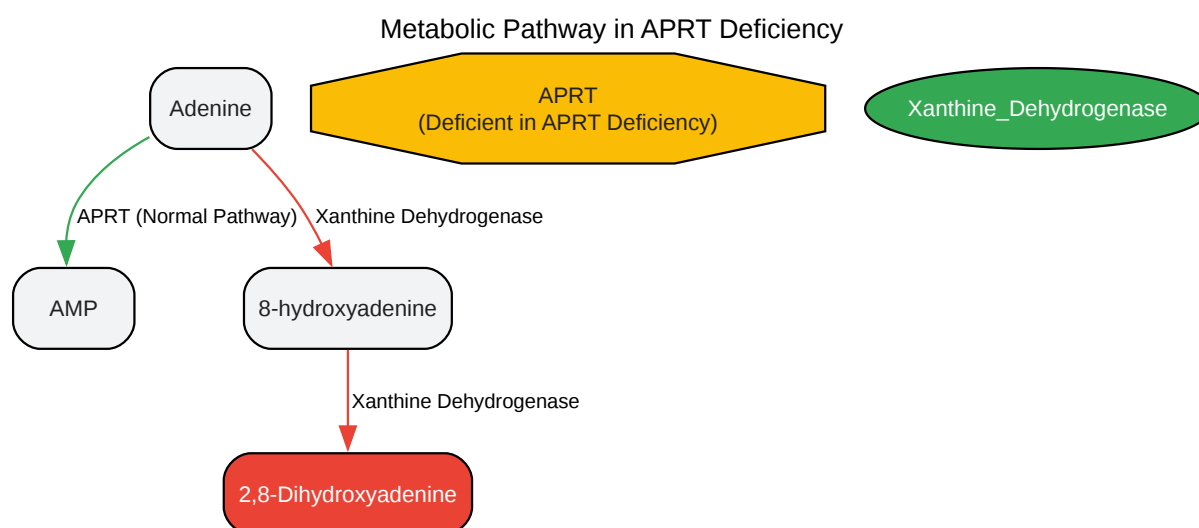 Metabolic Pathway in APRT Deficiency
Adenine
APRT
(Deficient in APRT Deficiency)
Xanthine_Dehydrogenase
APRT (Normal Pathway)
Xanthine Dehydrogenase
AMP
8-hydroxyadenine
Xanthine Dehydrogenase
2,8-Dihydroxyadenine